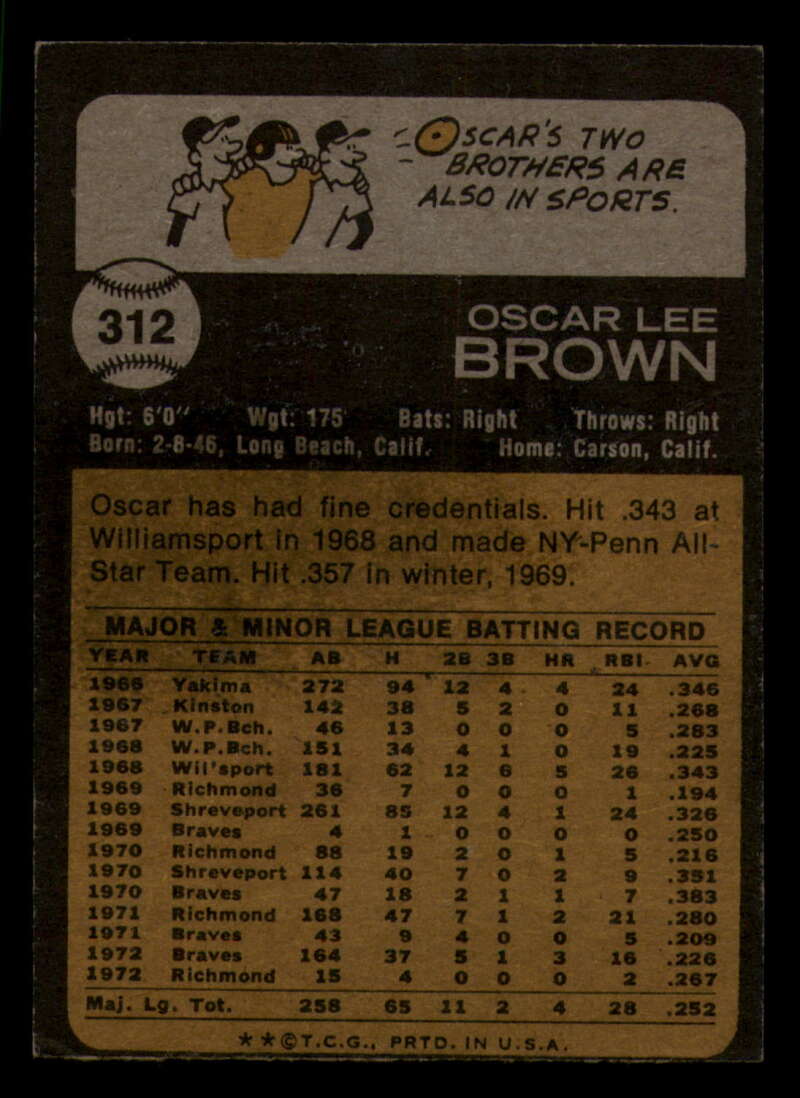 OSCAR'S TWO
BROTHERS ARE
ALSO IN SPORTS.
312
OSCAR LEE
BROWN
Hgt: 6'0" Wgt: 175 Bats: Right Throws: Right
Born: 2-8-46, Long Beach, Calif. Home: Carson, Calif.
Oscar has had fine credentials. Hit .343 at
Williamsport in 1968 and made NY-Penn All-
Star Team. Hit .357 in winter, 1969.
MAJOR & MINOR LEAGUE BATTING RECORD
YEAR TEAM AB H 2B 3B HR RBI AVG
1966 Yakima 272 94 12 4 4 24 .346
1967 Kinston 142 38 5 2 0 11 .268
1967 W.P.Bch. 46 13 0 0 0 5 .283
1968 W.P.Bch. 151 34 4 1 0 19 .225
1968 Wil'sport 181 62 12 6 5 26 .343
1969 Richmond 36 7 0 0 0 1 .194
1969 Shreveport 261 85 12 4 1 24 .326
1969 Braves 4 1 0 0 0 0 .250
1970 Richmond 88 19 2 0 1 5 .216
1970 Shreveport 114 40 7 0 2 9 .351
1970 Braves 47 18 2 1 1 7 .383
1971 Richmond 168 47 7 1 2 21 .280
1971 Braves 43 9 4 0 0 5 .209
1972 Braves 164 37 5 1 3 16 .226
1972 Richmond 15 4 0 0 0 2 .267
Maj. Lg. Tot. 258 65 11 2 4 28 .252
**©T.C.G., PRTD. IN U.S.A.